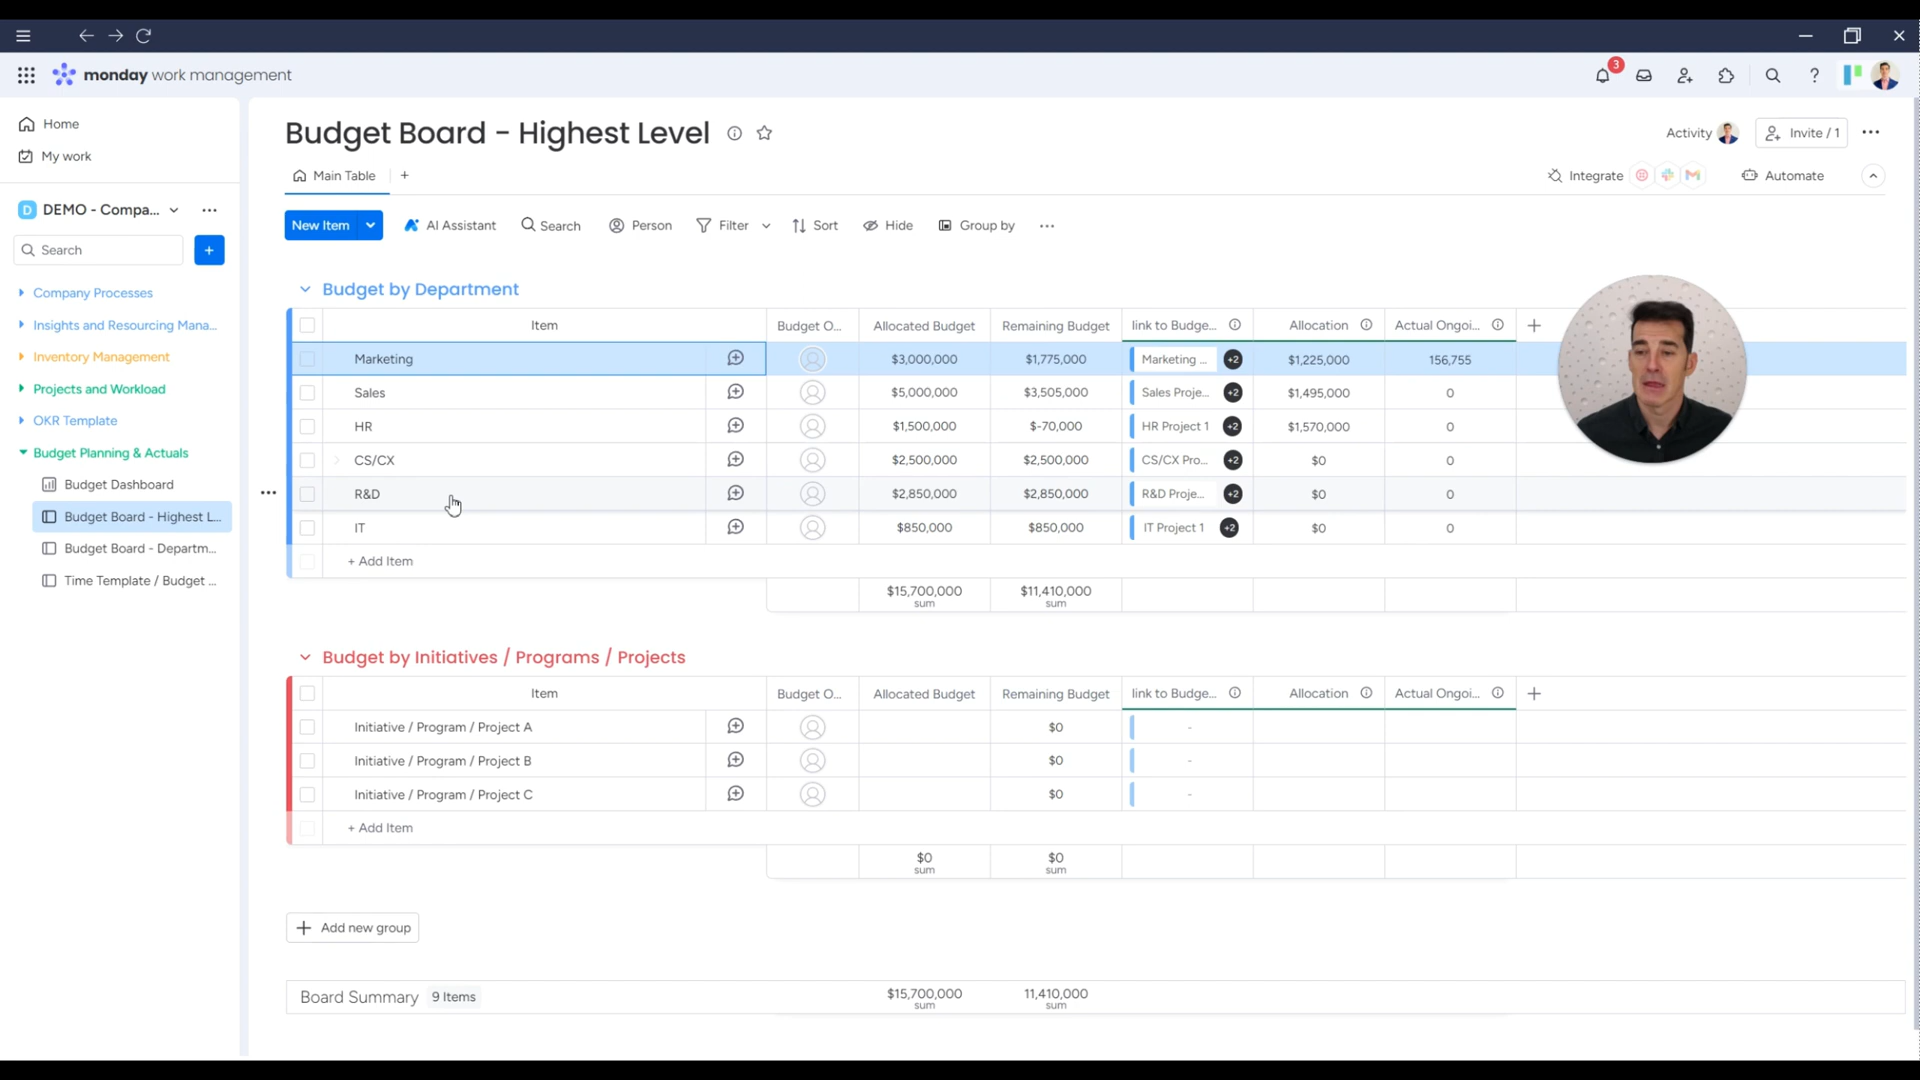 monday work management
3
Home
My work
D DEMO - Compa...
Search
+
Company Processes
Insights and Resourcing Mana...
Inventory Management
Projects and Workload
OKR Template
Budget Planning & Actuals
Budget Dashboard
Budget Board - Highest L...
Budget Board - Departm...
Time Template / Budget ...
Budget Board - Highest Level
Activity
Invite / 1
Main Table +
Integrate
Automate
New Item
AI Assistant
Search
Person
Filter
Sort
Hide
Group by
Budget by Department
Item Budget O... Allocated Budget Remaining Budget link to Budge... Allocation Actual Ongoi... +
Marketing $3,000,000 $1,775,000 Marketing ... +2 $1,225,000 156,755
Sales $5,000,000 $3,505,000 Sales Proje... +2 $1,495,000 0
HR $1,500,000 $-70,000 HR Project 1 +2 $1,570,000 0
CS/CX $2,500,000 $2,500,000 CS/CX Pro... +2 $0 0
R&D $2,850,000 $2,850,000 R&D Proje... +2 $0 0
IT $850,000 $850,000 IT Project 1 +2 $0 0
+ Add Item
$15,700,000 $11,410,000
sum sum
Budget by Initiatives / Programs / Projects
Item Budget O... Allocated Budget Remaining Budget link to Budge... Allocation Actual Ongoi... +
Initiative / Program / Project A $0 -
Initiative / Program / Project B $0 -
Initiative / Program / Project C $0 -
+ Add Item
$0 $0
sum sum
+ Add new group
Board Summary 9 Items $15,700,000 11,410,000
sum sum